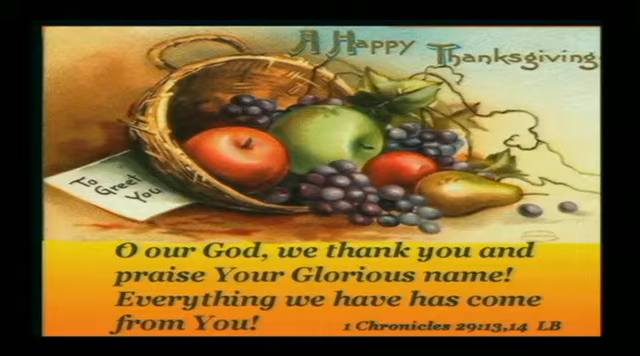 A Happy Thanksgiving
To
Greet
You
O our God, we thank you and
praise Your Glorious name!
Everything we have has come
from You! 1 Chronicles 29:13,14 LB